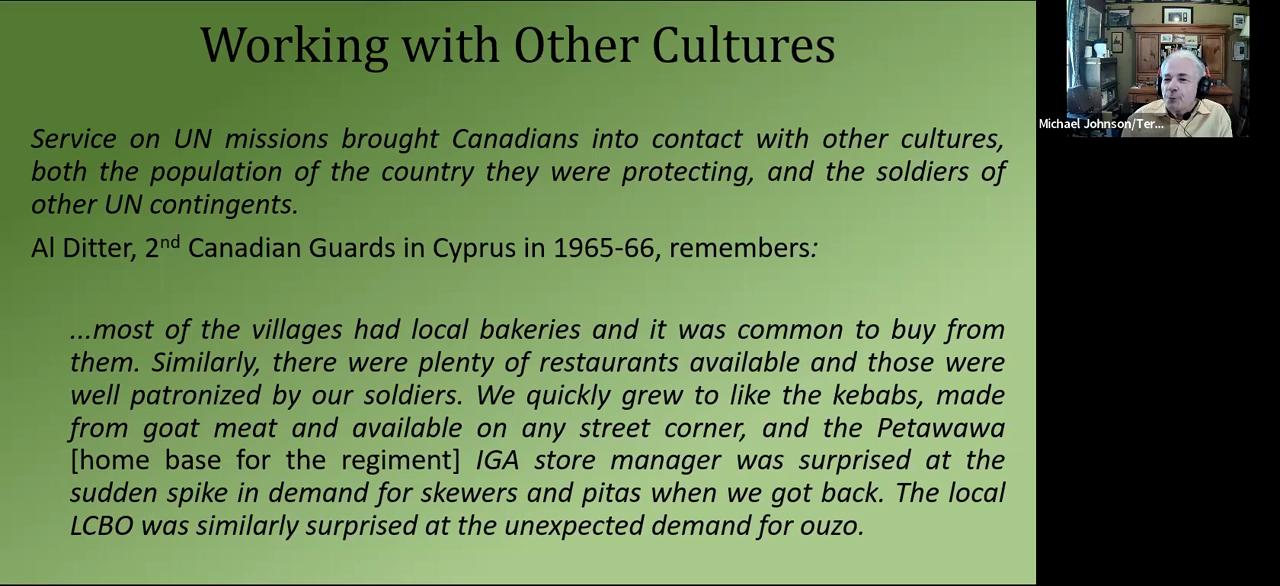 Working with Other Cultures
Service on UN missions brought Canadians into contact with other cultures,
both the population of the country they were protecting, and the soldiers of
other UN contingents.
Al Ditter, 2nd Canadian Guards in Cyprus in 1965-66, remembers:
...most of the villages had local bakeries and it was common to buy from
them. Similarly, there were plenty of restaurants available and those were
well patronized by our soldiers. We quickly grew to like the kebabs, made
from goat meat and available on any street corner, and the Petawawa
[home base for the regiment] IGA store manager was surprised at the
sudden spike in demand for skewers and pitas when we got back. The local
LCBO was similarly surprised at the unexpected demand for ouzo.
Michael Johnson/Ter...